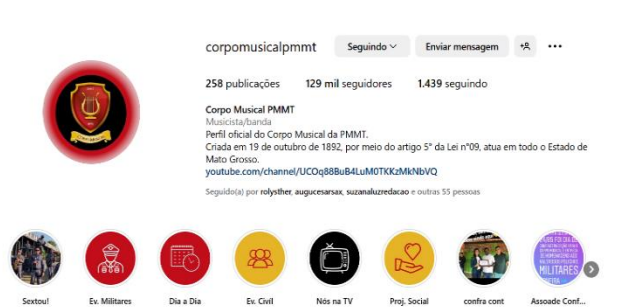 corpomusicalpmmt Seguindo Enviar mensagem
258 publicações 129 mil seguidores 1.439 seguindo
Corpo Musical PMMT
Musicista/banda
Perfil oficial do Corpo Musical da PMMT.
Criada em 19 de outubro de 1892, por meio do artigo 5° da Lei n°09, atua em todo o Estado de
Mato Grosso.
youtube.com/channel/UCOq88BuB4LuM0TKKzMkNbVQ
Seguido(a) por rolysther, augucesarsax, suzanaluzredacao e outras 55 pessoas
Sextou! Ev. Militares Dia a Dia Ev. Civil Nós na TV Proj. Social confra cont Assoade Conf...